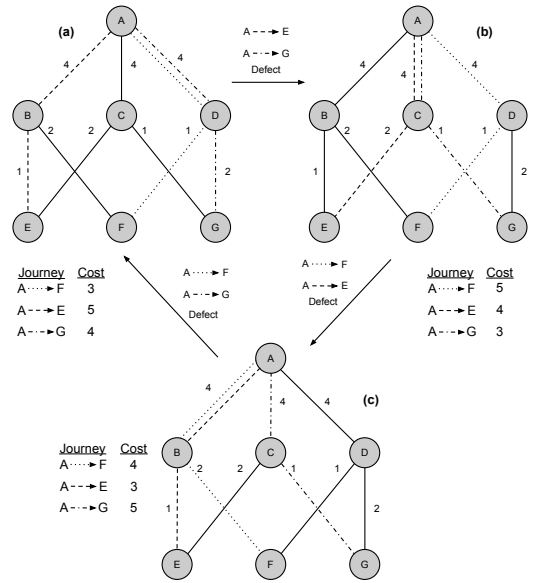 (a)
A
4
4
4
B
C
D
2
2
1
1
1
2
E
F
G
A E
A G
Defect
(b)
A
4
4
4
B
C
D
2
2
1
1
1
2
E
F
G
Journey Cost
A F 3
A E 5
A G 4
A F
A G
Defect
A F
A E
Defect
Journey Cost
A F 5
A E 4
A G 3
(c)
A
4
4
4
B
C
D
2
2
1
1
1
2
E
F
G
Journey Cost
A F 4
A E 3
A G 5